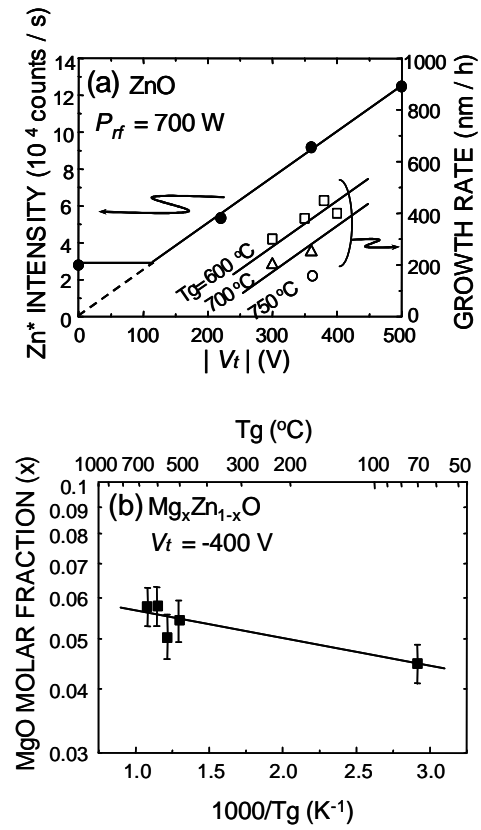 (a) ZnO
P_rf = 700 W
Zn* INTENSITY (10⁴ counts / s)
14
12
10
8
6
4
2
0
GROWTH RATE (nm / h)
1000
800
600
400
200
0
Tg=600 °C
700 °C
750 °C
0 100 200 300 400 500
| Vt | (V)
Tg (°C)
1000 700 500 400 300 200 100 70 50
(b) MgₓZn₁₋ₓO
Vt = -400 V
MgO MOLAR FRACTION (x)
0.1
0.09
0.08
0.07
0.06
0.05
0.04
0.03
1.0 1.5 2.0 2.5 3.0
1000/Tg (K⁻¹)